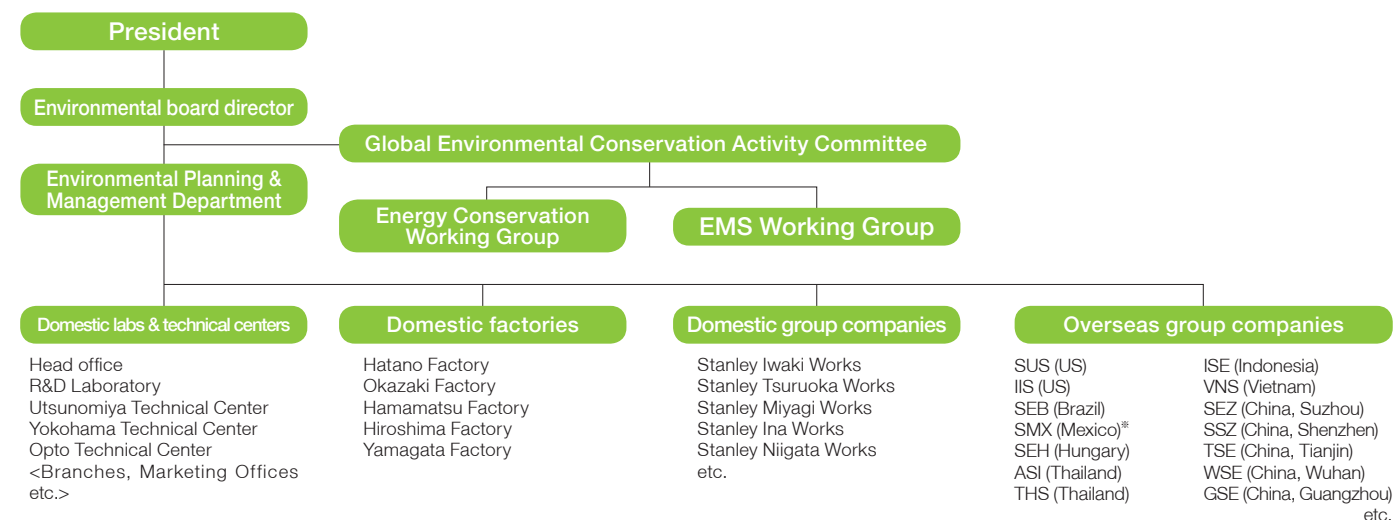 President
Environmental board director
Global Environmental Conservation Activity Committee
Environmental Planning &
Management Department
Energy Conservation
Working Group
EMS Working Group
Domestic labs & technical centers
Head office
R&D Laboratory
Utsunomiya Technical Center
Yokohama Technical Center
Opto Technical Center
<Branches, Marketing Offices
etc.>
Domestic factories
Hatano Factory
Okazaki Factory
Hamamatsu Factory
Hiroshima Factory
Yamagata Factory
Domestic group companies
Stanley Iwaki Works
Stanley Tsuruoka Works
Stanley Miyagi Works
Stanley Ina Works
Stanley Niigata Works
etc.
Overseas group companies
SUS (US)
IIS (US)
SEB (Brazil)
SMX (Mexico)※
SEH (Hungary)
ASI (Thailand)
THS (Thailand)
ISE (Indonesia)
VNS (Vietnam)
SEZ (China, Suzhou)
SSZ (China, Shenzhen)
TSE (China, Tianjin)
WSE (China, Wuhan)
GSE (China, Guangzhou)
etc.